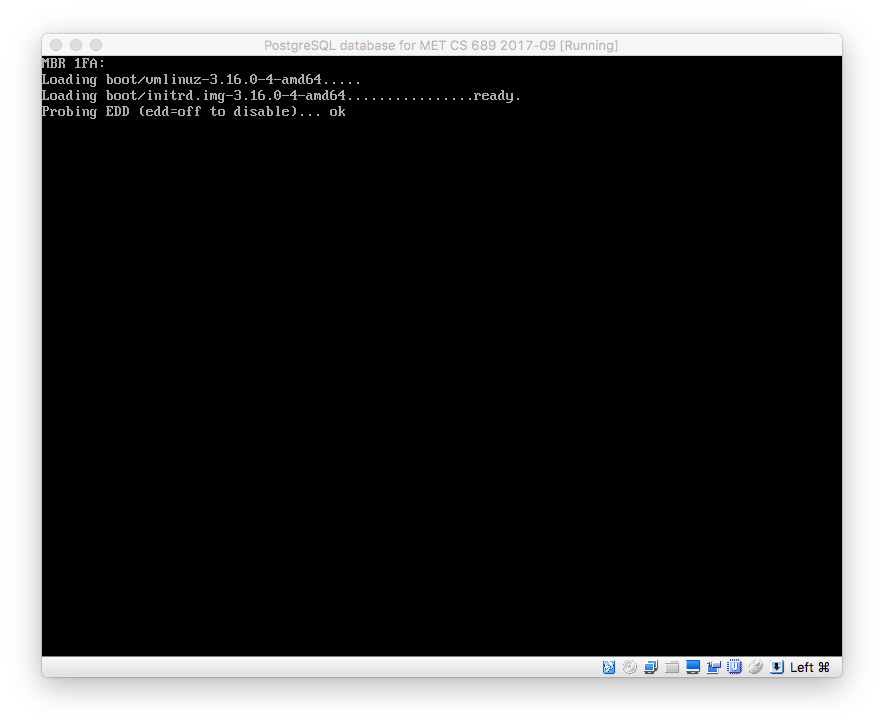 PostgreSQL database for MET CS 689 2017-09 [Running]
MBR 1FA:
Loading boot/vmlinuz-3.16.0-4-amd64.....
Loading boot/initrd.img-3.16.0-4-amd64................ready.
Probing EDD (edd=off to disable)... ok
Left ⌘